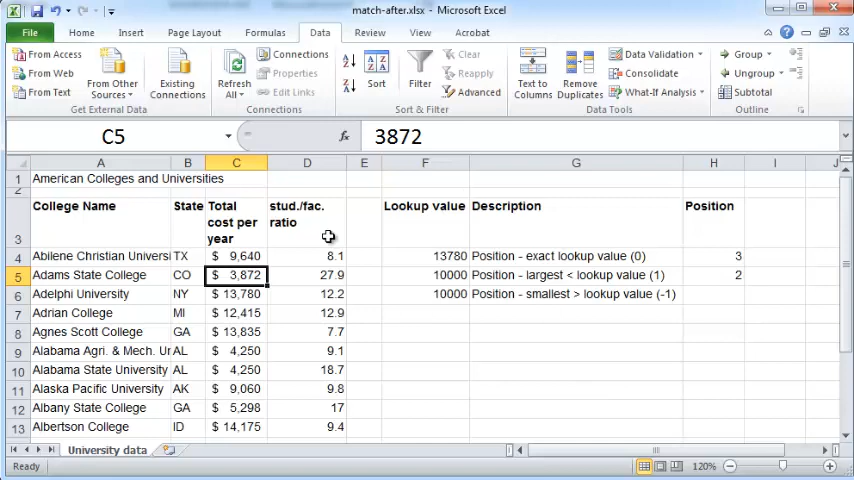 match-after.xlsx - Microsoft Excel
File Home Insert Page Layout Formulas Data Review View Acrobat
From Access
From Web
From Text
From Other Sources
Get External Data
Existing Connections
Refresh All
Connections
Properties
Edit Links
Connections
Sort
Filter
Clear
Reapply
Advanced
Sort & Filter
Text to Columns
Remove Duplicates
Data Validation
Consolidate
What-If Analysis
Data Tools
Group
Ungroup
Subtotal
Outline
C5 fx 3872
A B C D E F G H I J
1 American Colleges and Universities
2
3 College Name State Total cost per year stud./fac. ratio Lookup value Description Position
4 Abilene Christian Universi TX $ 9,640 8.1 13780 Position - exact lookup value (0) 3
5 Adams State College CO $ 3,872 27.9 10000 Position - largest < lookup value (1) 2
6 Adelphi University NY $ 13,780 12.2 10000 Position - smallest > lookup value (-1)
7 Adrian College MI $ 12,415 12.9
8 Agnes Scott College GA $ 13,835 7.7
9 Alabama Agri. & Mech. Ur AL $ 4,250 9.1
10 Alabama State University AL $ 4,250 18.7
11 Alaska Pacific University AK $ 9,060 9.8
12 Albany State College GA $ 5,298 17
13 Albertson College ID $ 14,175 9.4
University data
Ready 120%